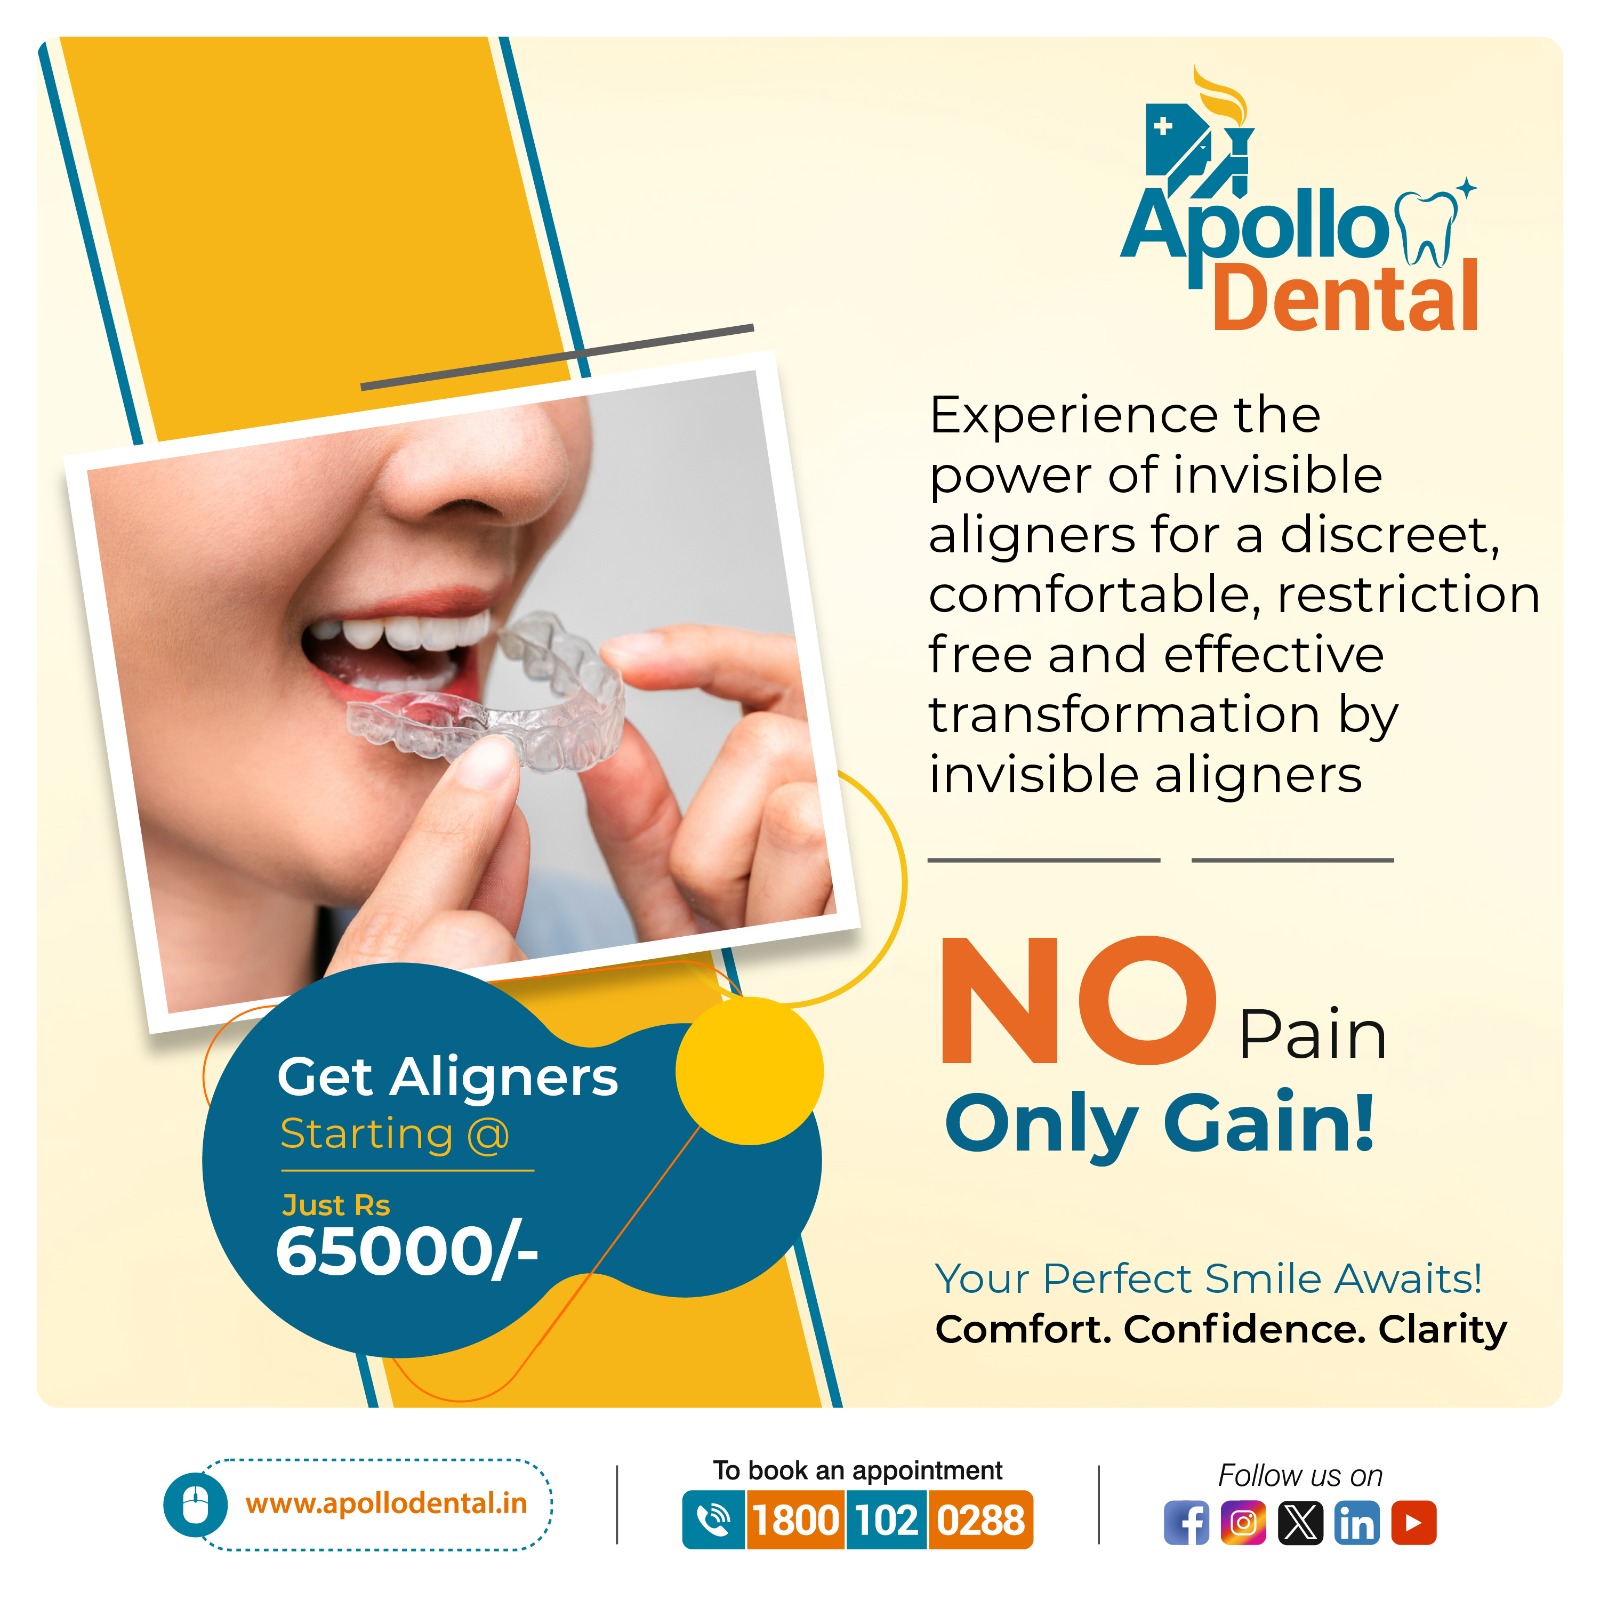 Apollo
Dental
Experience the
power of invisible
aligners for a discreet,
comfortable, restriction
free and effective
transformation by
invisible aligners
NO Pain
Only Gain!
Get Aligners
Starting @
Just Rs
65000/-
Your Perfect Smile Awaits!
Comfort. Confidence. Clarity
www.apollodental.in
To book an appointment
1800 102 0288
Follow us on